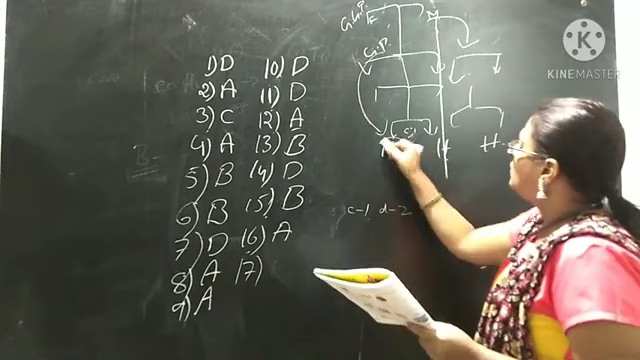 1) D
2) A
3) C
4) A
5) B
6) B
7) D
8) A
9) A
10) D
11) D
12) A
13) B
14) D
15) B
16) A
17)
G.G.P.
G.P.
c-1, d-2
H
KINEMASTER